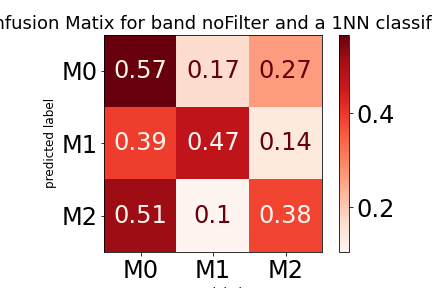 nfusion Matix for band noFilter and a 1NN classif
M0 0.57 0.17 0.27
M1 0.39 0.47 0.14
M2 0.51 0.1 0.38
M0 M1 M2
predicted label
0.4
0.2